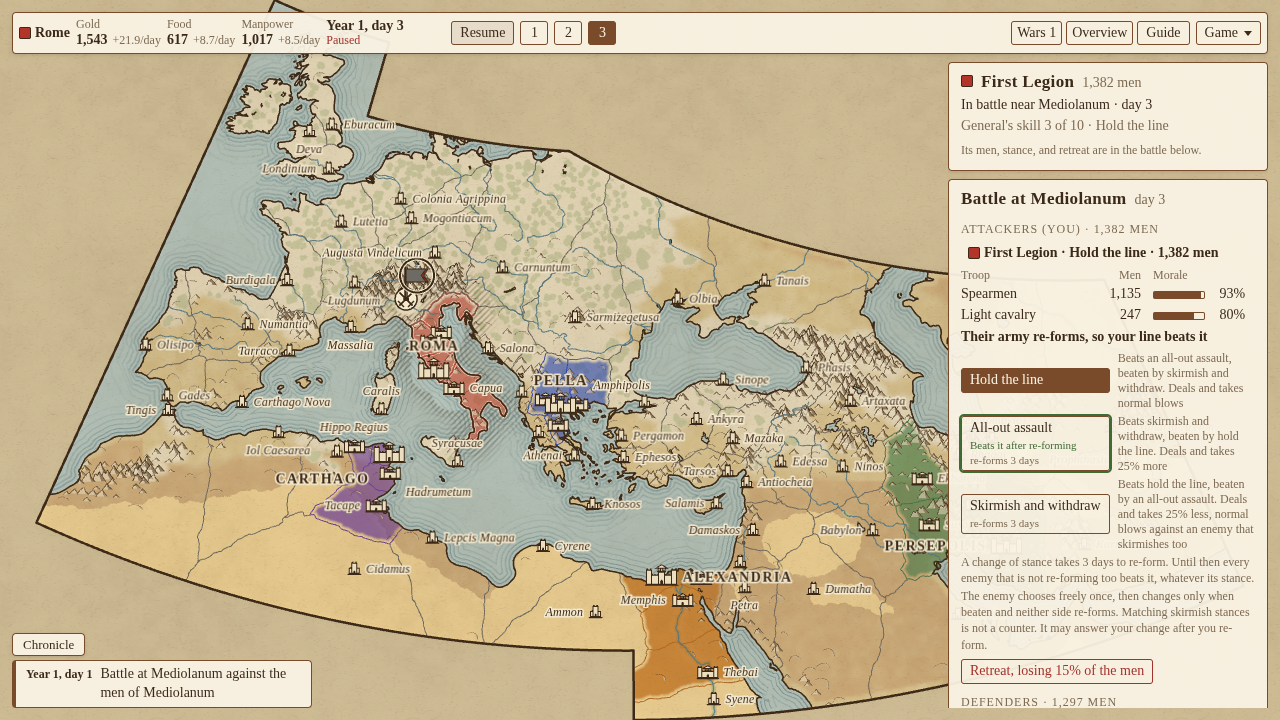 Rome
Gold
1,543 +21.9/day
Food
617 +8.7/day
Manpower
1,017 +8.5/day
Year 1, day 3
Paused
Resume
1
2
3
Wars 1
Overview
Guide
Game
First Legion 1,382 men
In battle near Mediolanum · day 3
General's skill 3 of 10 · Hold the line
Its men, stance, and retreat are in the battle below.
Battle at Mediolanum day 3
ATTACKERS (YOU) · 1,382 MEN
First Legion · Hold the line · 1,382 men
Troop Men Morale
Spearmen 1,135 93%
Light cavalry 247 80%
Their army re-forms, so your line beats it
Hold the line
Beats an all-out assault,
beaten by skirmish and
withdraw. Deals and takes
normal blows
All-out assault
Beats it after re-forming
re-forms 3 days
Beats skirmish and
withdraw, beaten by hold
the line. Deals and takes
25% more
Skirmish and withdraw
re-forms 3 days
Beats hold the line, beaten
by an all-out assault. Deals
and takes 25% less, normal
blows against an enemy that
skirmishes too
A change of stance takes 3 days to re-form. Until then every
enemy that is not re-forming too beats it, whatever its stance.
The enemy chooses freely once, then changes only when
beaten and neither side re-forms. Matching skirmish stances
is not a counter. It may answer your change after you re-
form.
Retreat, losing 15% of the men
DEFENDERS · 1,297 MEN
Eburacum
Deva
Londinium
Colonia Agrippina
Lutetia
Mogontiacum
Augusta Vindelicum
Carnuntum
Burdigala
Lugdunum
Tanais
Olbia
Numantia
Sarmizegetusa
Olisipo
Tarraco
Massalia
ROMA
Salona
Phasis
PELLA
Amphipolis
Sinope
Gades
Carthago Nova
Caralis
Capua
Artaxata
Tingis
Hippo Regius
Ankyra
Iol Caesarea
Syracusae
Athenai
Pergamon
Mazaka
Ephesos
Tarsos
Edessa
Ninos
CARTHAGO
Hadrumetum
Antiocheia
Tacape
Knosos
Salamis
Lepcis Magna
Cyrene
Damaskos
Babylon
PERSEP
Cidamus
ALEXANDRIA
Memphis
Petra
Dumatha
Ammon
Thebai
Syene
Chronicle
Year 1, day 1 Battle at Mediolanum against the
men of Mediolanum